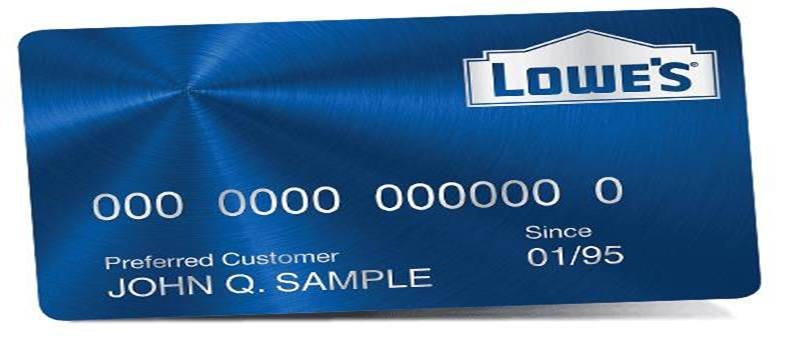 LOWE'S®
000 0000 000000 0
Since
Preferred Customer
01/95
JOHN Q. SAMPLE